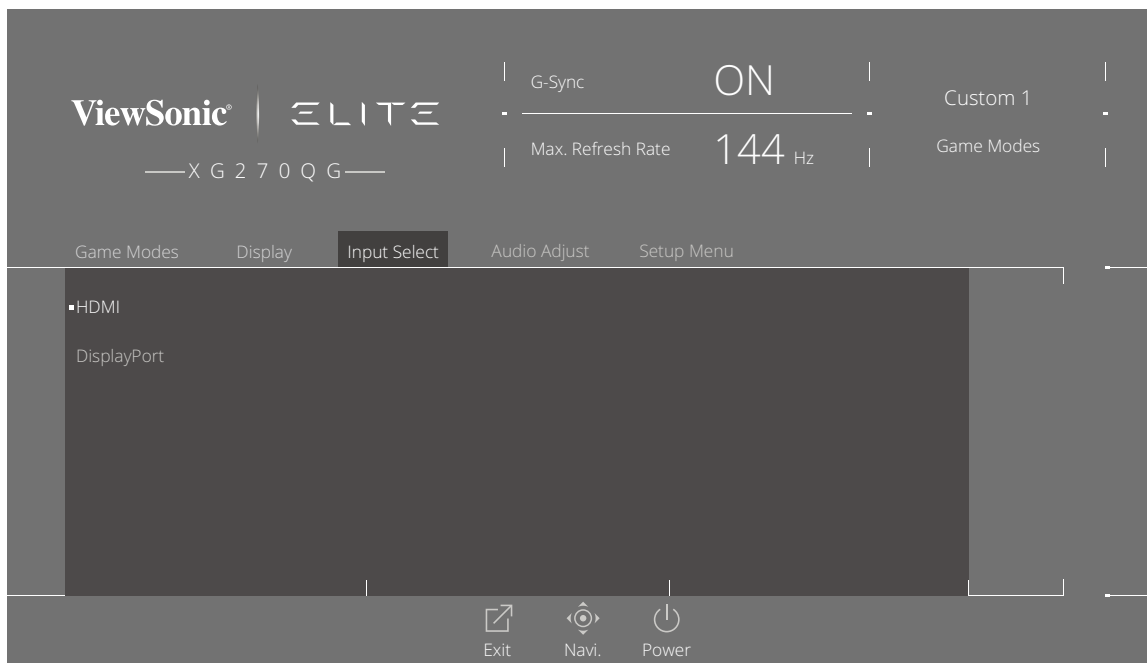 ViewSonic® ELITE
XG270QG
G-Sync ON
Max. Refresh Rate 144 Hz
Custom 1
Game Modes
Game Modes Display Input Select Audio Adjust Setup Menu
HDMI
DisplayPort
Exit Navi. Power